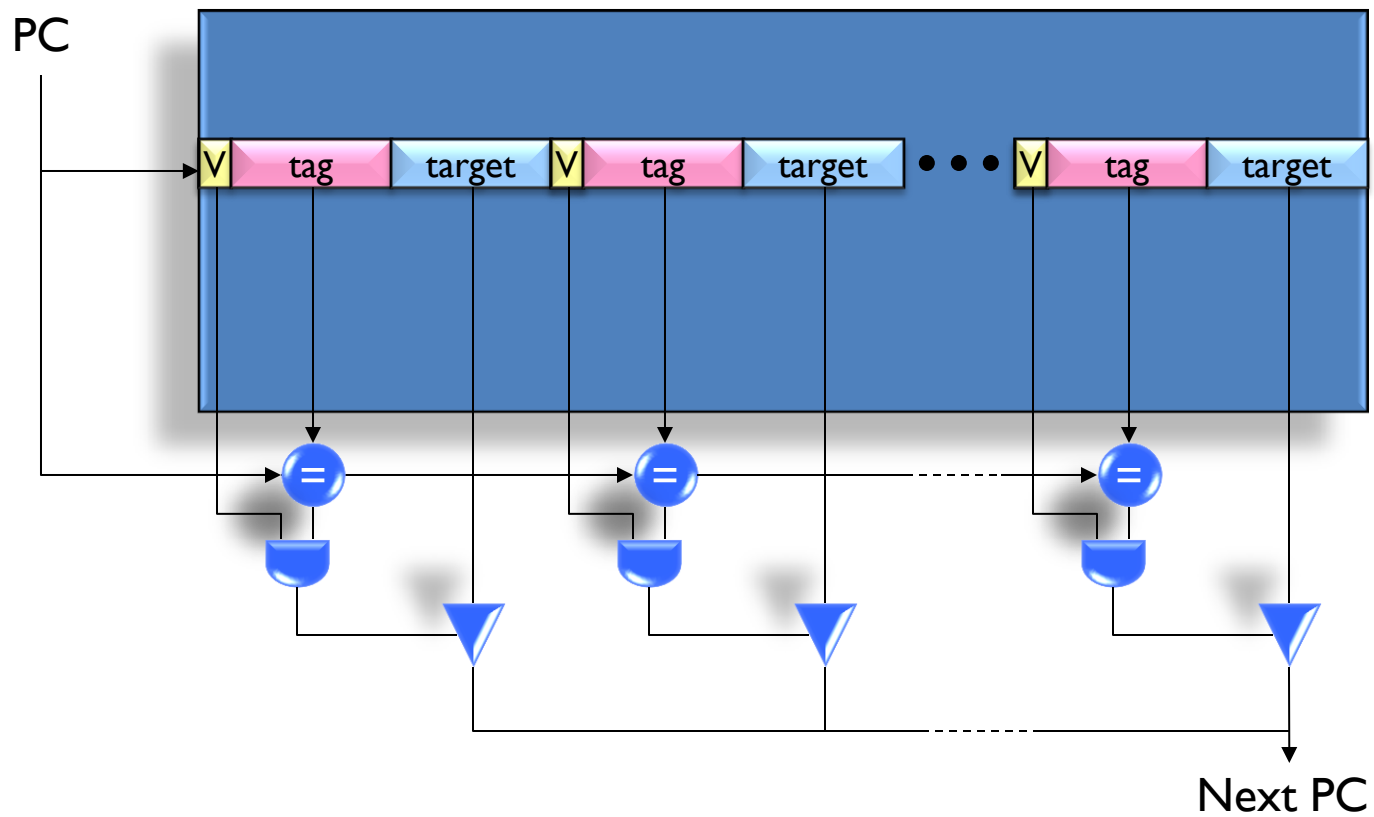 PC
V tag target V tag target ••• V tag target
= = =
Next PC